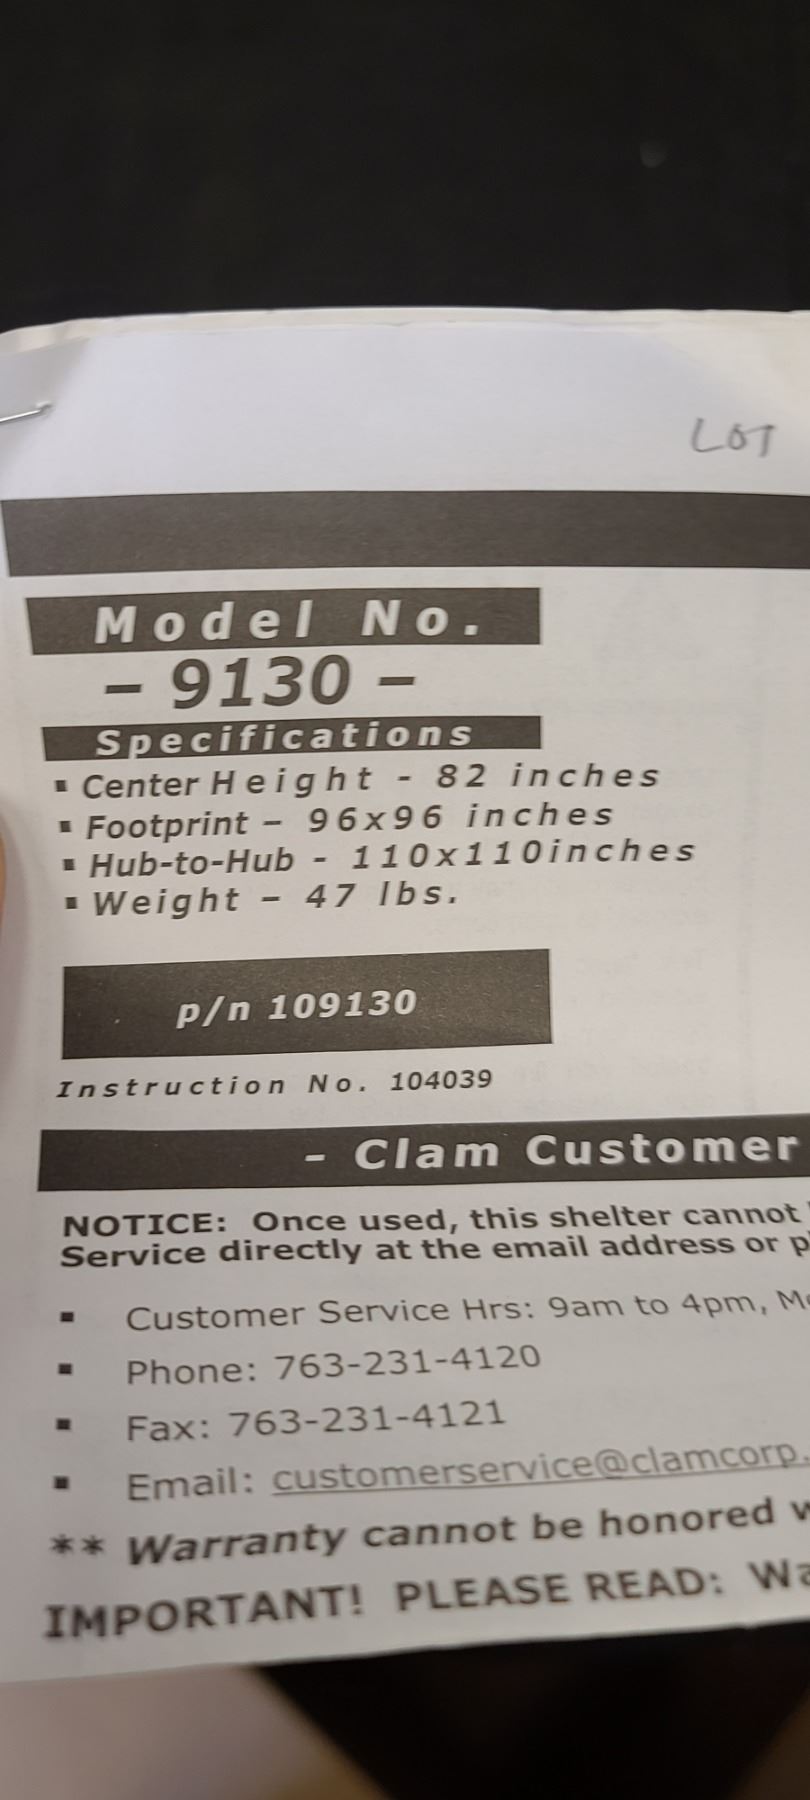 LOT
Model No.
– 9130 –
Specifications
▪ Center Height - 82 inches
▪ Footprint – 96x96 inches
▪ Hub-to-Hub - 110x110inches
▪ Weight – 47 lbs.
p/n 109130
Instruction No. 104039
- Clam Customer
NOTICE: Once used, this shelter cannot
Service directly at the email address or
▪ Customer Service Hrs: 9am to 4pm,
▪ Phone: 763-231-4120
▪ Fax: 763-231-4121
▪ Email: customerservice@clamcorp.
** Warranty cannot be honored
IMPORTANT! PLEASE READ: